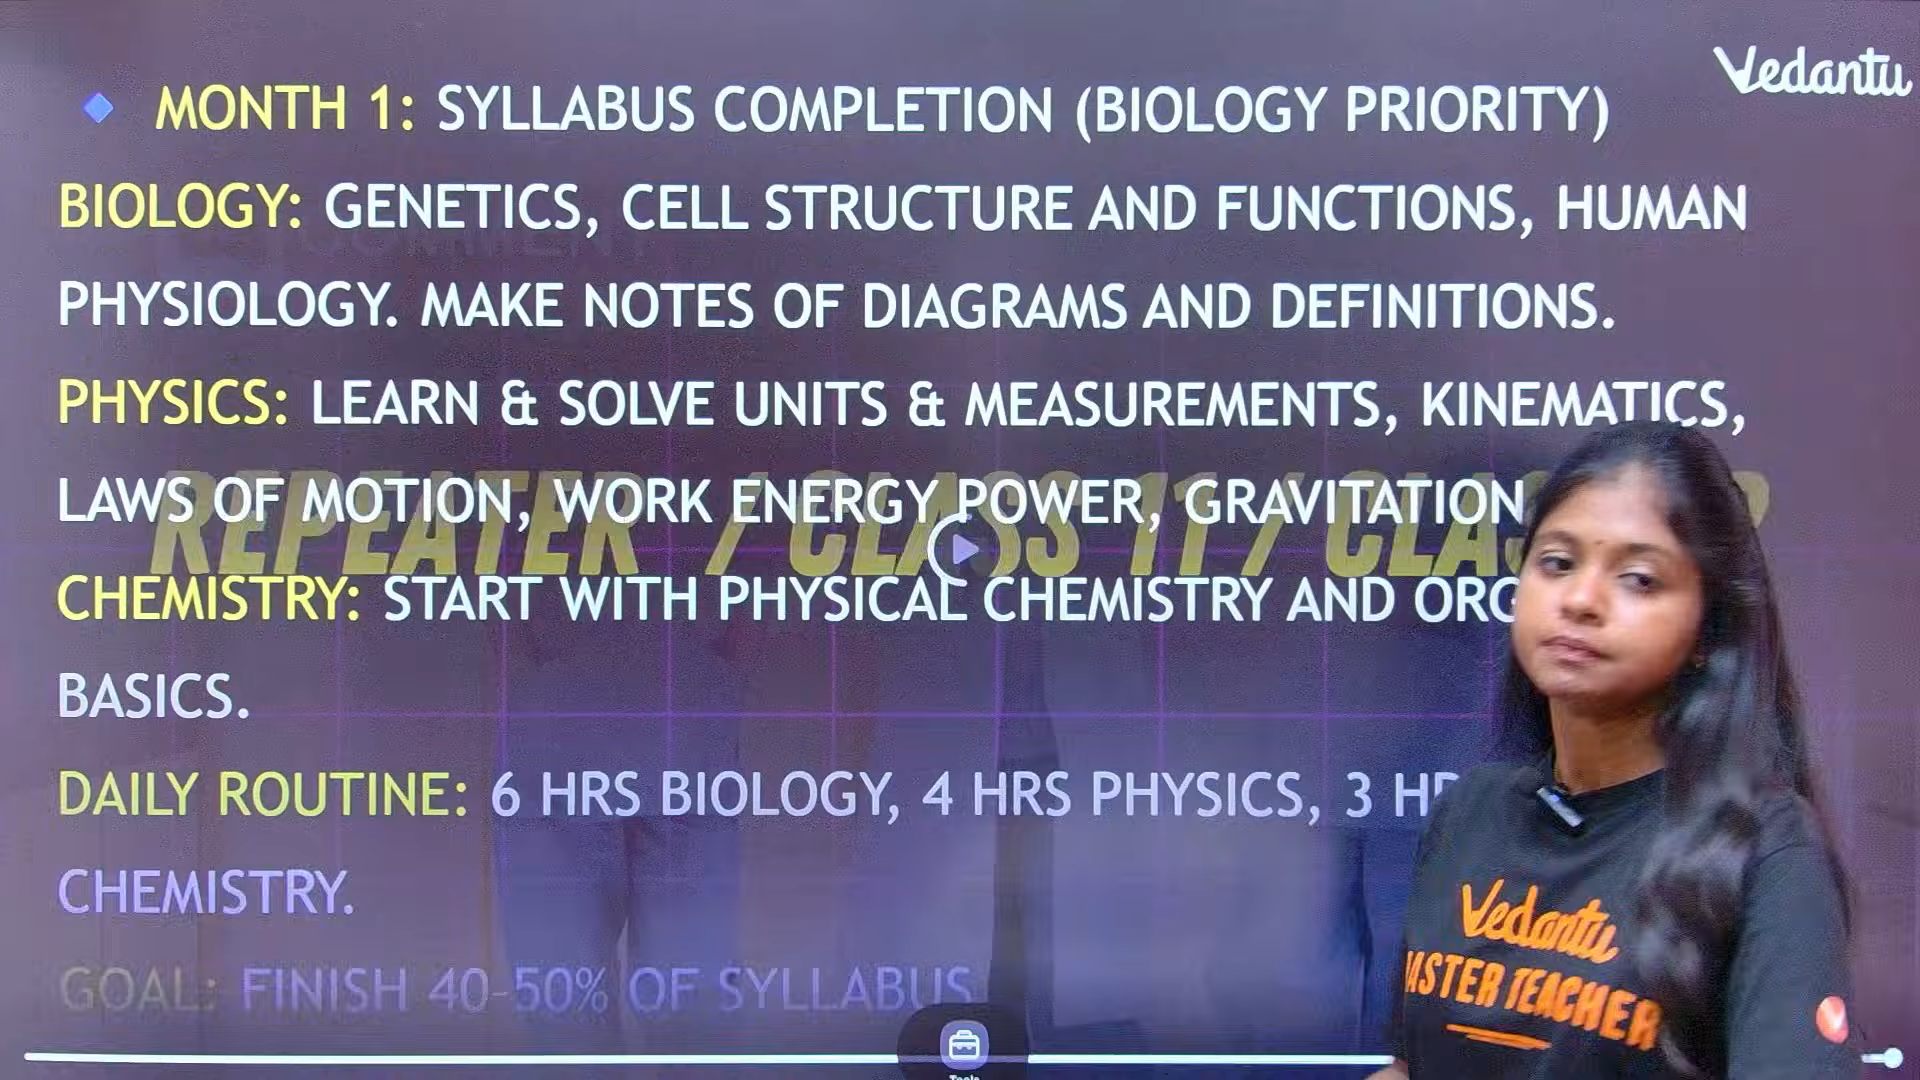 Vedantu
MONTH 1: SYLLABUS COMPLETION (BIOLOGY PRIORITY)
BIOLOGY: GENETICS, CELL STRUCTURE AND FUNCTIONS, HUMAN
PHYSIOLOGY. MAKE NOTES OF DIAGRAMS AND DEFINITIONS.
PHYSICS: LEARN & SOLVE UNITS & MEASUREMENTS, KINEMATICS,
LAWS OF MOTION, WORK ENERGY POWER, GRAVITATION
REPEATER / CLASS 11 /
CHEMISTRY: START WITH PHYSICAL CHEMISTRY AND
BASICS.
DAILY ROUTINE: 6 HRS BIOLOGY, 4 HRS PHYSICS, 3
CHEMISTRY.
GOAL: FINISH 40-50% OF SYLLABUS
Vedantu
TEACHER